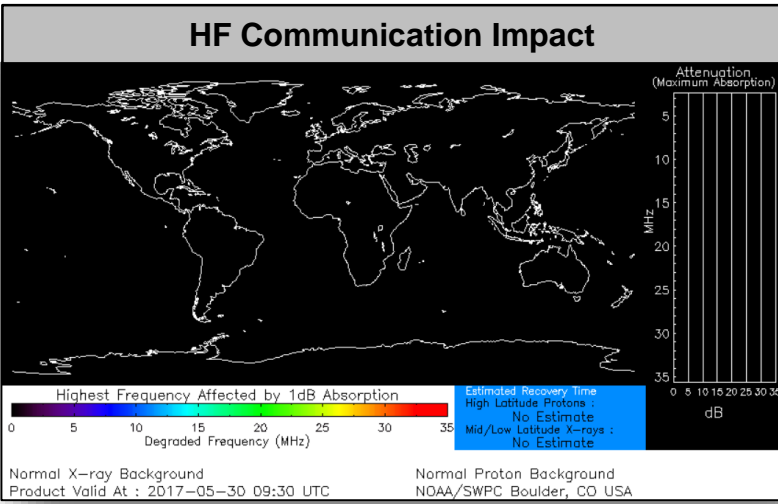 HF Communication Impact
Attenuation
(Maximum Absorption)
5
10
15
20
25
30
35
MHz
0 5 10 15 20 25 30 35
dB
Highest Frequency Affected by 1dB Absorption
0 5 10 15 20 25 30 35
Degraded Frequency (MHz)
Estimated Recovery Time
High Latitude Protons :
No Estimate
Mid/Low Latitude X-rays :
No Estimate
Normal X-ray Background
Normal Proton Background
Product Valid At : 2017-05-30 09:30 UTC
NOAA/SWPC Boulder, CO USA